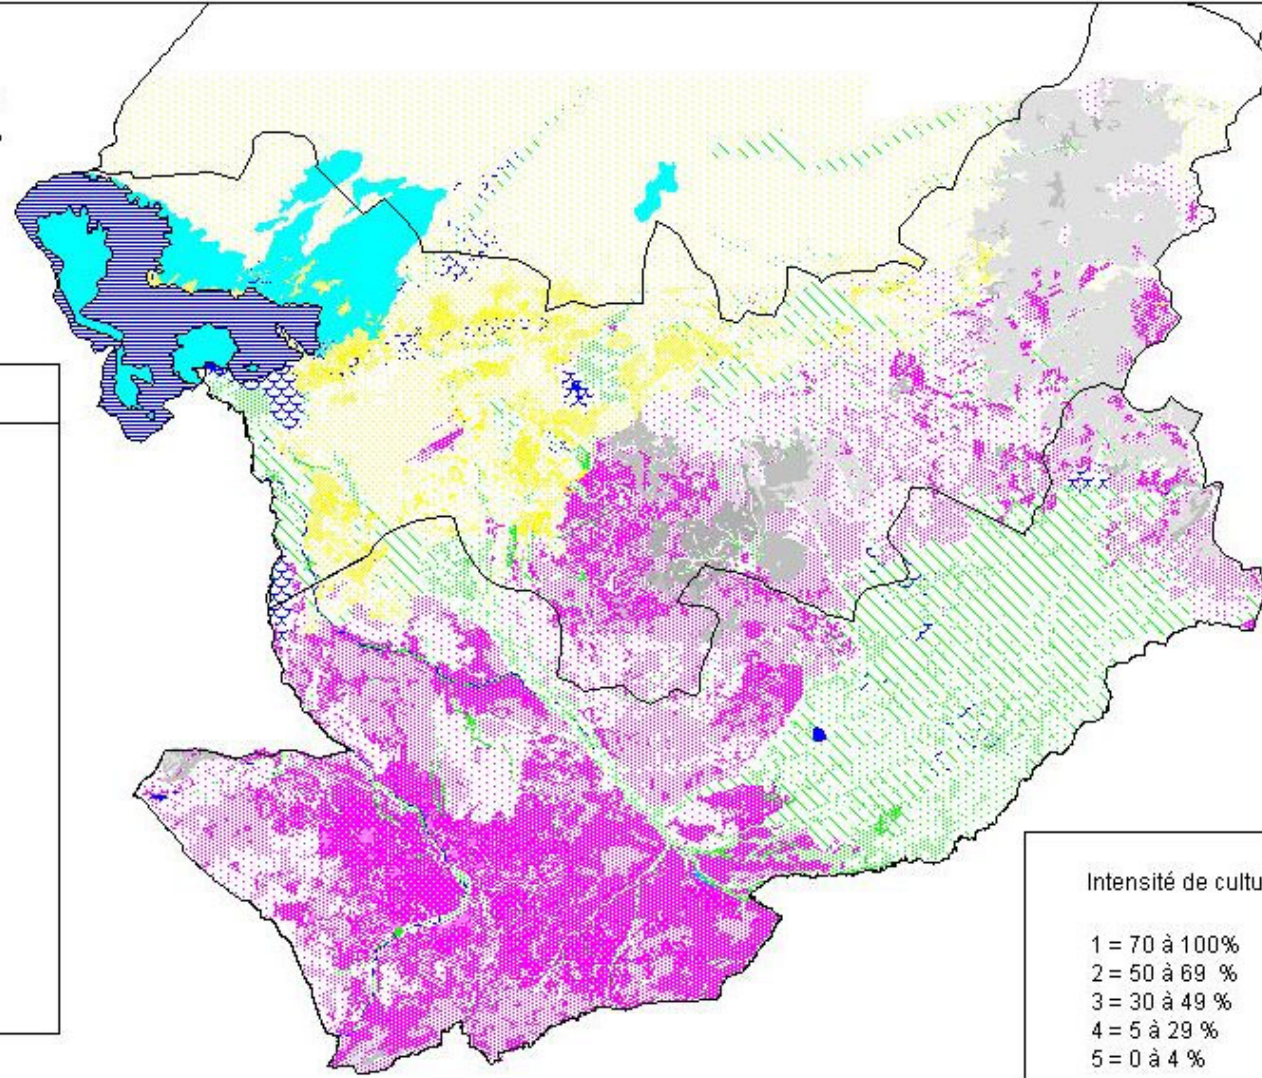 Intensité de cultu
1 = 70 à 100%
2 = 50 à 69 %
3 = 30 à 49 %
4 = 5 à 29 %
5 = 0 à 4 %